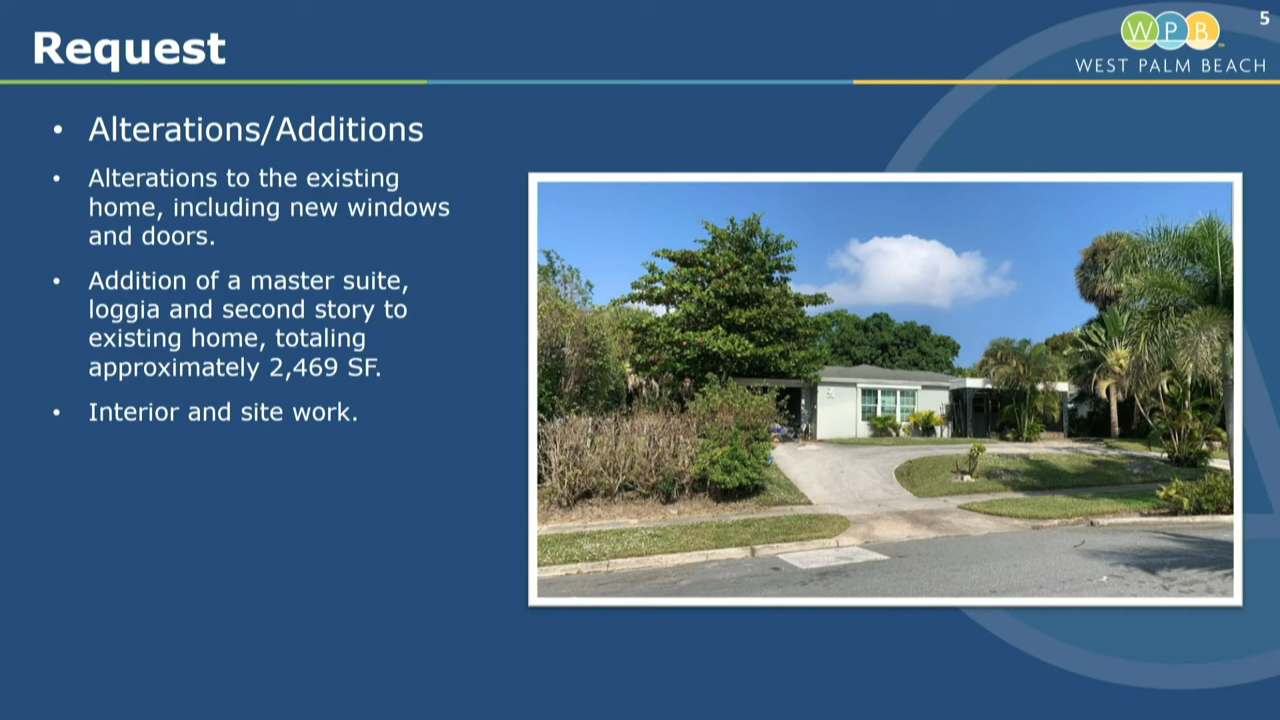 Request
WPB
5
WEST PALM BEACH
• Alterations/Additions
• Alterations to the existing
home, including new windows
and doors.
• Addition of a master suite,
loggia and second story to
existing home, totaling
approximately 2,469 SF.
• Interior and site work.